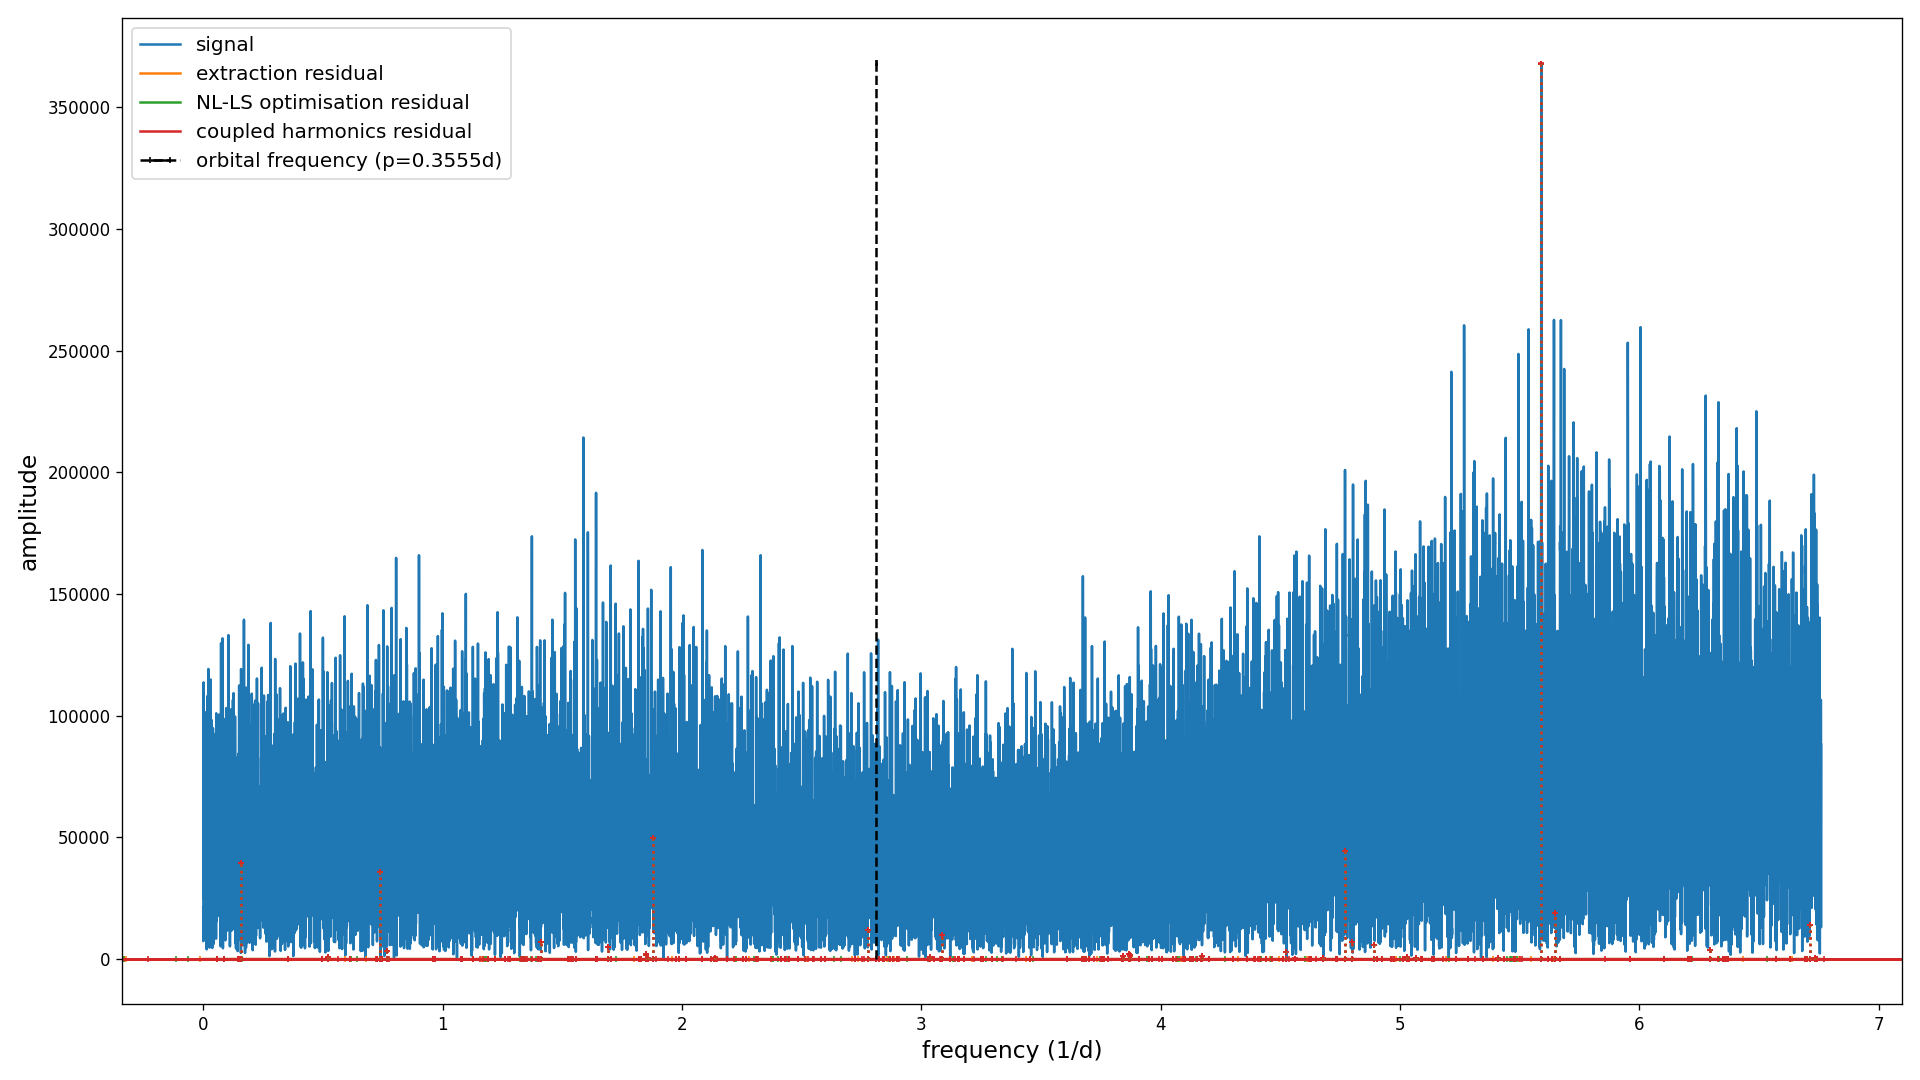 signal
extraction residual
NL-LS optimisation residual
coupled harmonics residual
orbital frequency (p=0.3555d)
amplitude
350000
300000
250000
200000
150000
100000
50000
0
0 1 2 3 4 5 6 7
frequency (1/d)